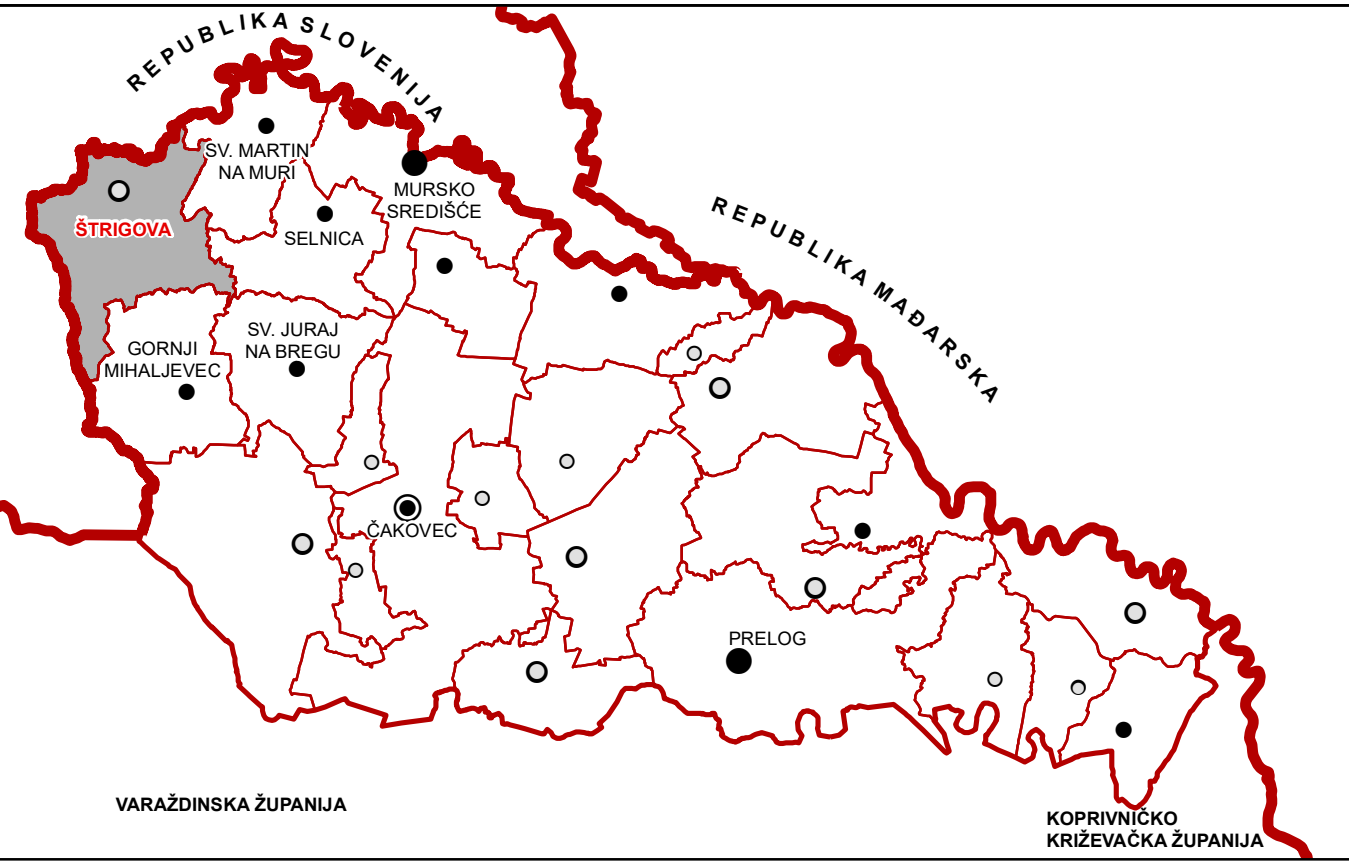 REPUBLIKA SLOVENIJA
SV. MARTIN
NA MURI
MURSKO
SREDIŠĆE
ŠTRIGOVA
SELNICA
REPUBLIKA MAĐARSKA
GORNJI
MIHALJEVEC
SV. JURAJ
NA BREGU
ČAKOVEC
PRELOG
VARAŽDINSKA ŽUPANIJA
KOPRIVNIČKO
KRIŽEVAČKA ŽUPANIJA